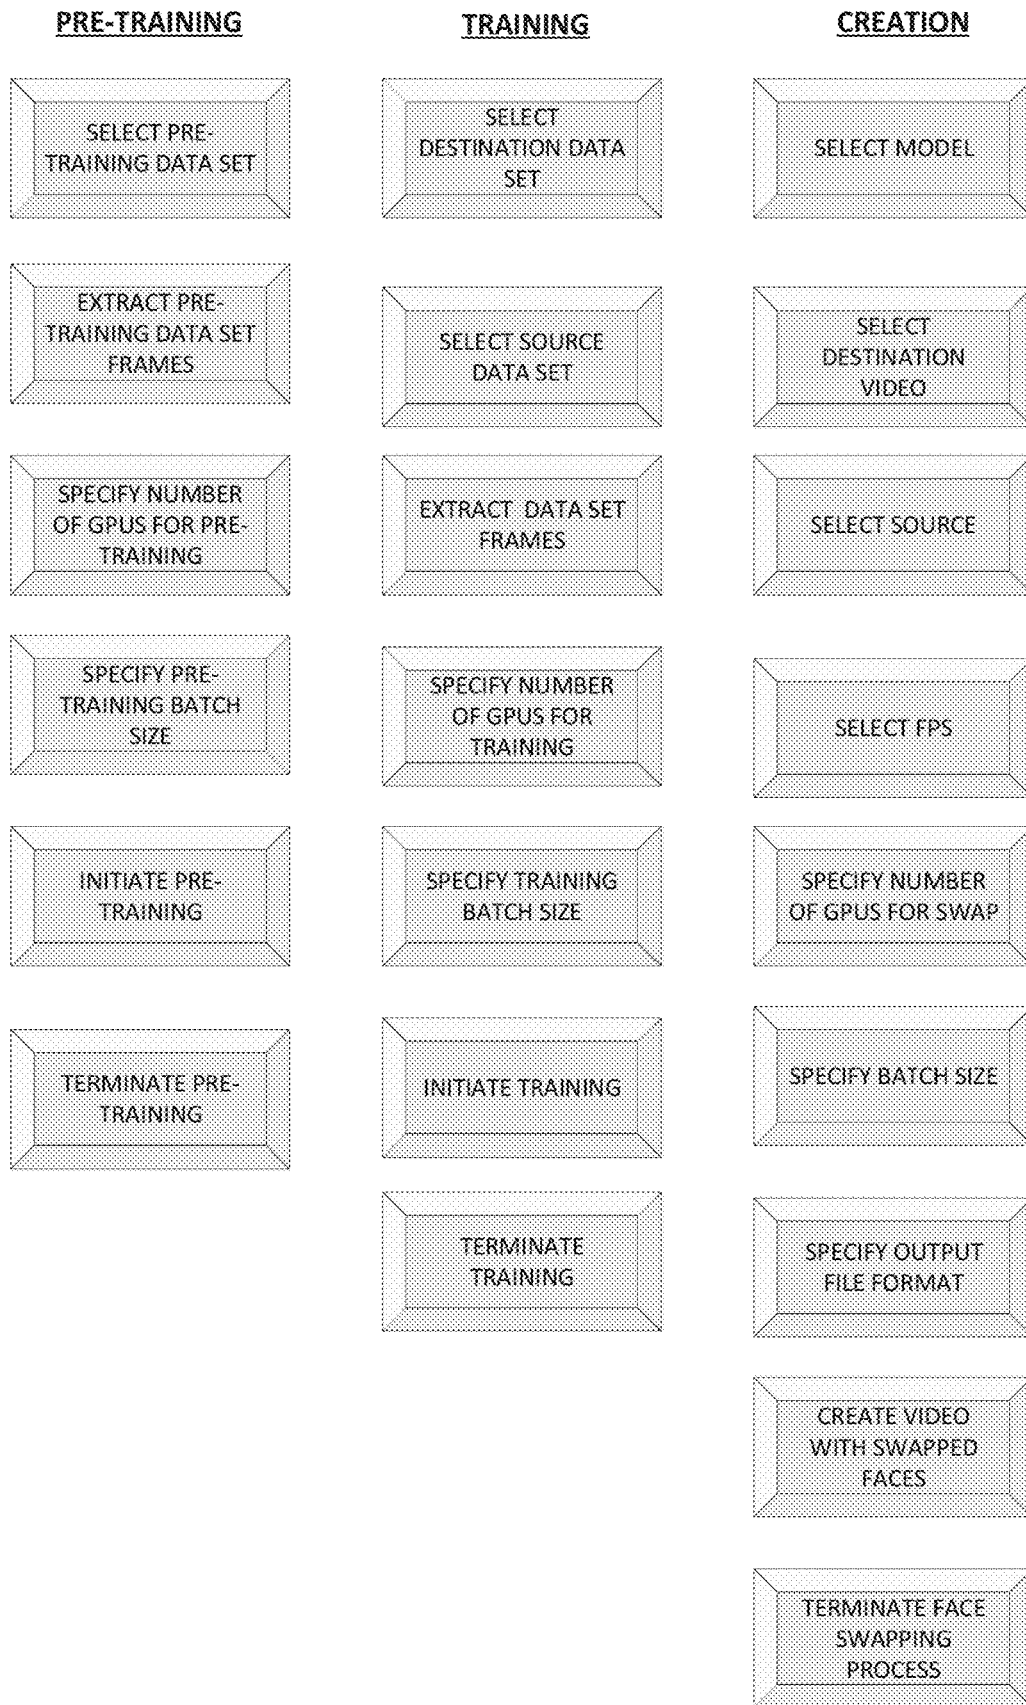 PRE-TRAINING
SELECT PRE-
TRAINING DATA SET
EXTRACT PRE-
TRAINING DATA SET
FRAMES
SPECIFY NUMBER
OF GPUS FOR PRE-
TRAINING
SPECIFY PRE-
TRAINING BATCH
SIZE
INITIATE PRE-
TRAINING
TERMINATE PRE-
TRAINING
TRAINING
SELECT
DESTINATION DATA
SET
SELECT SOURCE
DATA SET
EXTRACT DATA SET
FRAMES
SPECIFY NUMBER
OF GPUS FOR
TRAINING
SPECIFY TRAINING
BATCH SIZE
INITIATE TRAINING
TERMINATE
TRAINING
CREATION
SELECT MODEL
SELECT
DESTINATION
VIDEO
SELECT SOURCE
SELECT FPS
SPECIFY NUMBER
OF GPUS FOR SWAP
SPECIFY BATCH SIZE
SPECIFY OUTPUT
FILE FORMAT
CREATE VIDEO
WITH SWAPPED
FACES
TERMINATE FACE
SWAPPING
PROCESS